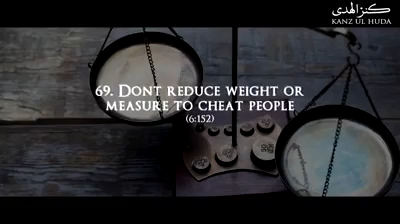 كنز الهدى
KANZ UL HUDA
69. DONT REDUCE WEIGHT OR
MEASURE TO CHEAT PEOPLE
(6:152)